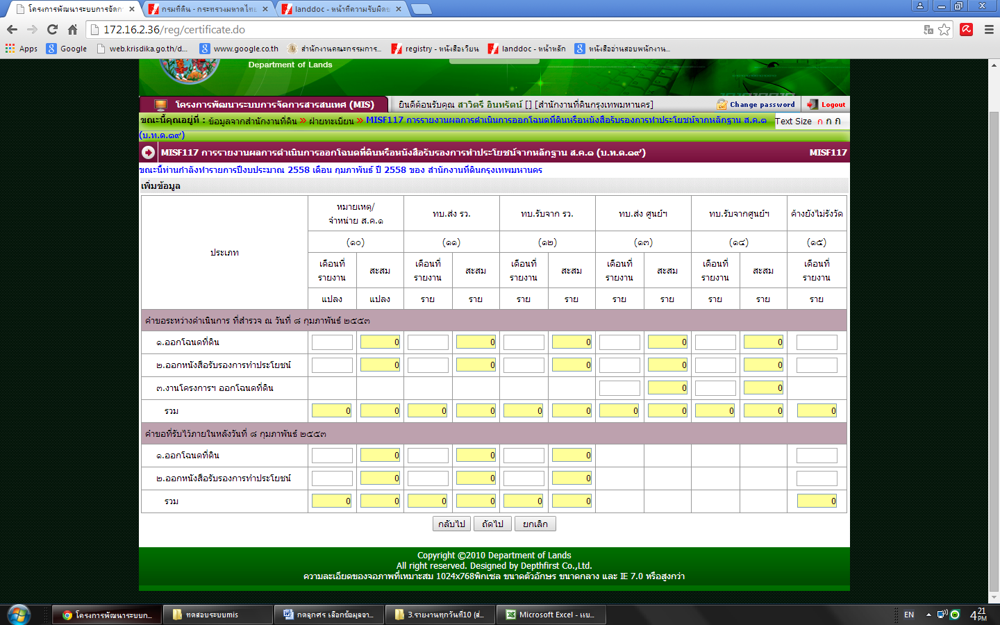 โครงการพัฒนาระบบการจัดก
กรมที่ดิน - กระทรวงมหาดไทย
landdoc - หน้าที่ความรับผิดช
172.16.2.36/reg/certificate.do
Apps Google web.krisdika.go.th/d... www.google.co.th สำนักงานคณะกรรมการ... registry - หนังสือเวียน landdoc - หน้าหลัก หนังสืออ่านสอบพนักงาน...
Department of Lands
โครงการพัฒนาระบบการจัดการสารสนเทศ (MIS) ยินดีต้อนรับคุณ สาวิตรี อินทรัตน์ [] [สำนักงานที่ดินกรุงเทพมหานคร] Change password Logout
ขณะนี้คุณอยู่ที่ : ข้อมูลจากสำนักงานที่ดิน » ฝ่ายทะเบียน » MISF117 การรายงานผลการดำเนินการออกโฉนดที่ดินหรือหนังสือรับรองการทำประโยชน์จากหลักฐาน ส.ค.๑ Text Size ก ก ก
(บ.ท.ด.๑๙)
MISF117 การรายงานผลการดำเนินการออกโฉนดที่ดินหรือหนังสือรับรองการทำประโยชน์จากหลักฐาน ส.ค.๑ (บ.ท.ด.๑๙) MISF117
ขณะนี้ท่านกำลังทำรายการปีงบประมาณ 2558 เดือน กุมภาพันธ์ ปี 2558 ของ สำนักงานที่ดินกรุงเทพมหานคร
เพิ่มข้อมูล
ประเภท
หมายเหตุ/
จำหน่าย ส.ค.๑ ทบ.ส่ง รว. ทบ.รับจาก รว. ทบ.ส่ง ศูนย์ฯ ทบ.รับจากศูนย์ฯ ค้างยังไม่รังวัด
(๑๐) (๑๑) (๑๒) (๑๓) (๑๔) (๑๕)
เดือนที่ สะสม เดือนที่ สะสม เดือนที่ สะสม เดือนที่ สะสม เดือนที่ สะสม เดือนที่
รายงาน รายงาน รายงาน รายงาน รายงาน รายงาน
แปลง แปลง ราย ราย ราย ราย ราย ราย ราย ราย ราย
คำขอระหว่างดำเนินการ ที่สำรวจ ณ วันที่ ๘ กุมภาพันธ์ ๒๕๕๓
๑.ออกโฉนดที่ดิน 0 0 0 0 0
๒.ออกหนังสือรับรองการทำประโยชน์ 0 0 0 0 0
๓.งานโครงการฯ ออกโฉนดที่ดิน 0 0
รวม 0 0 0 0 0 0 0 0 0 0 0
คำขอที่รับไว้ภายในหลังวันที่ ๘ กุมภาพันธ์ ๒๕๕๓
๑.ออกโฉนดที่ดิน 0 0 0
๒.ออกหนังสือรับรองการทำประโยชน์ 0 0 0
รวม 0 0 0 0 0 0 0
กลับไป ถัดไป ยกเลิก
Copyright ©2010 Department of Lands
All right reserved. Designed by Depthfirst Co.,Ltd.
ความละเอียดของจอภาพที่เหมาะสม 1024x768พิกเซล ขนาดตัวอักษร ขนาดกลาง และ IE 7.0 หรือสูงกว่า
โครงการพัฒนาระบบก... ทดสอบระบบmis กดลูกศร เลือกข้อมูลจา... 3.รายงานทุกวันที่10 (ส่... Microsoft Excel - แบ... EN 4:21 PM